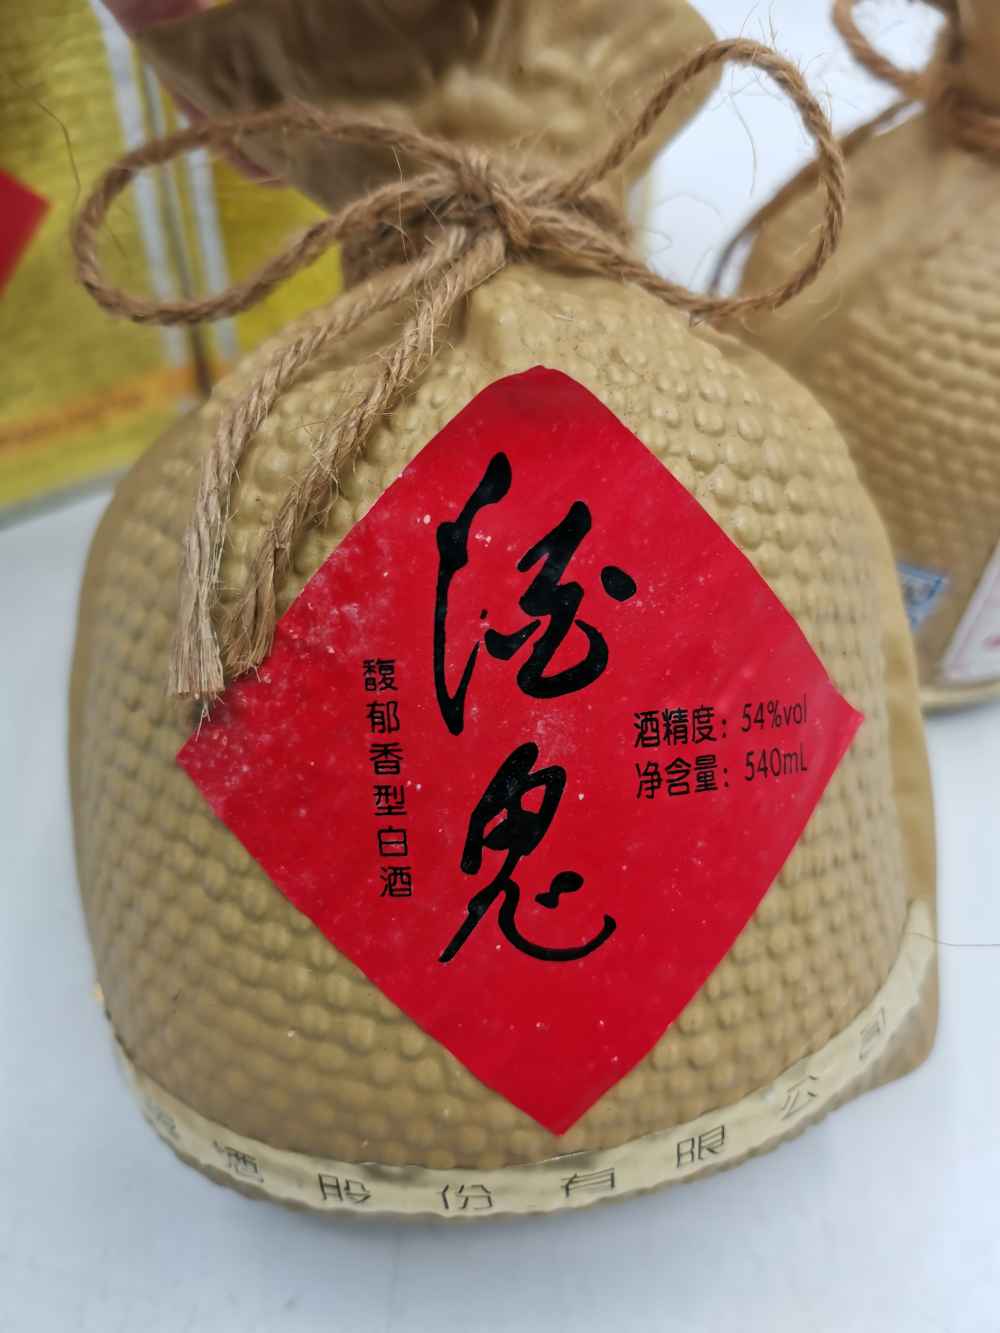 酒鬼
馥郁香型白酒
酒精度：54%vol
净含量：540mL
酒股份有限公司